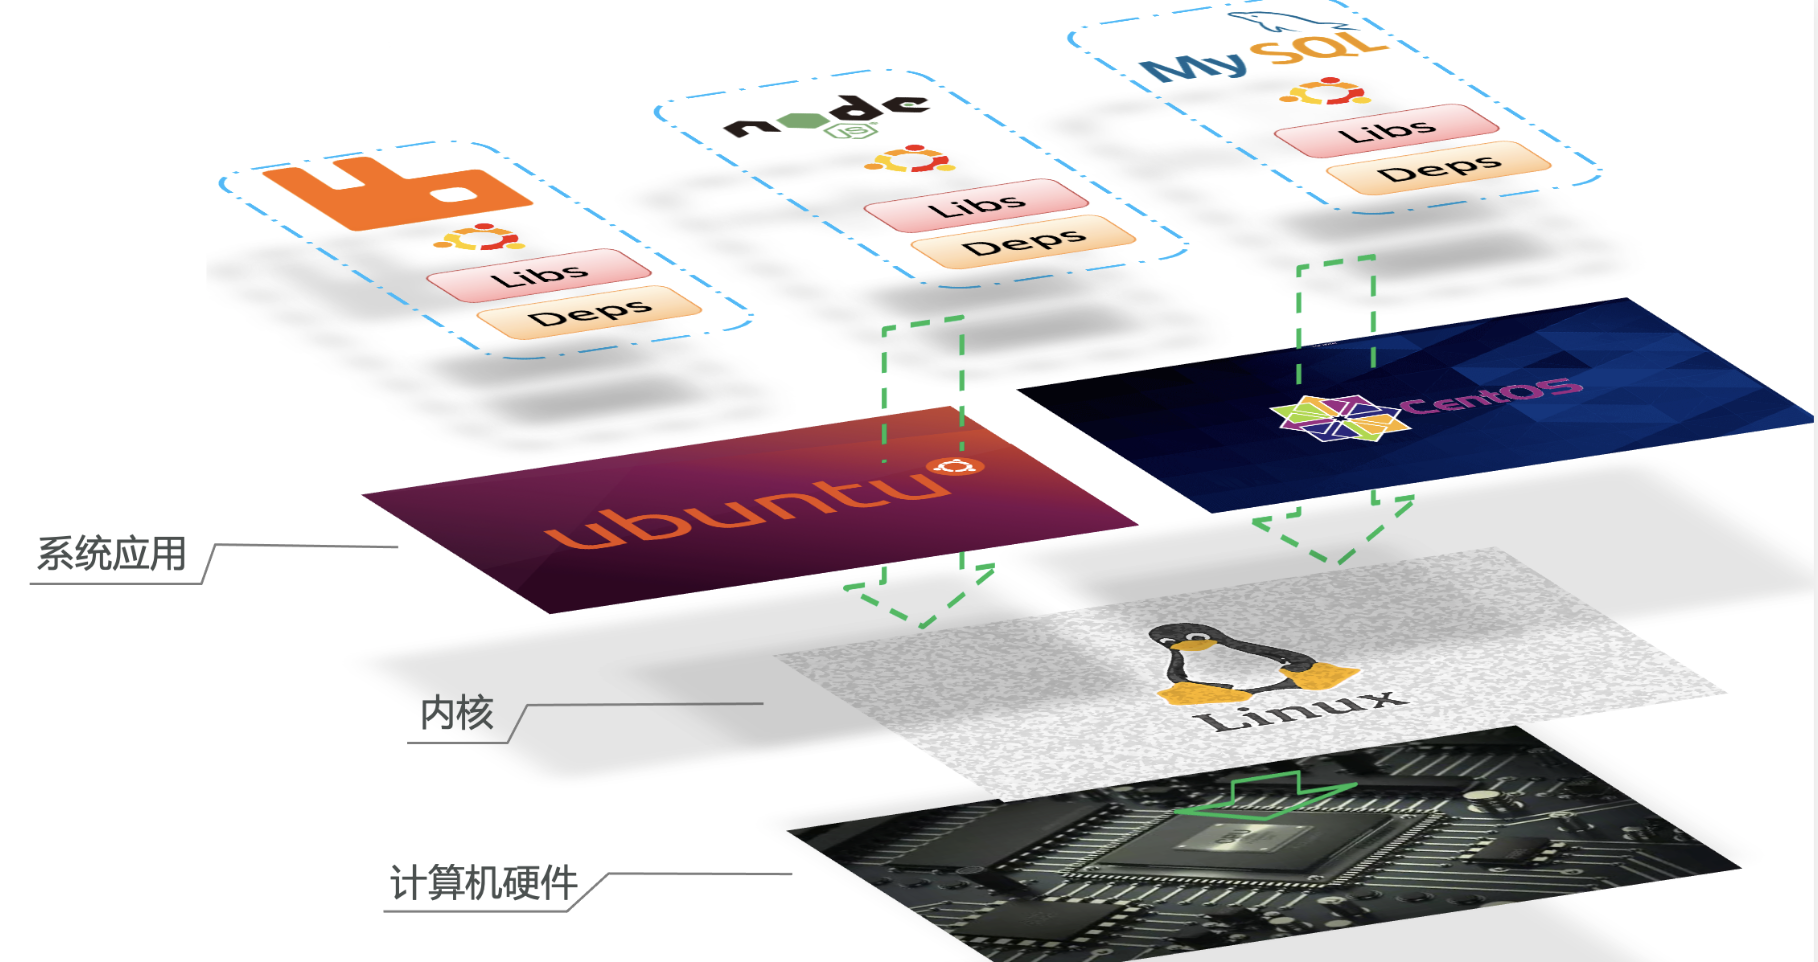 MySQL
Libs
Deps
node
JS
Libs
Deps
Libs
Deps
CentOS
ubuntu
系统应用
内核
Linux
计算机硬件